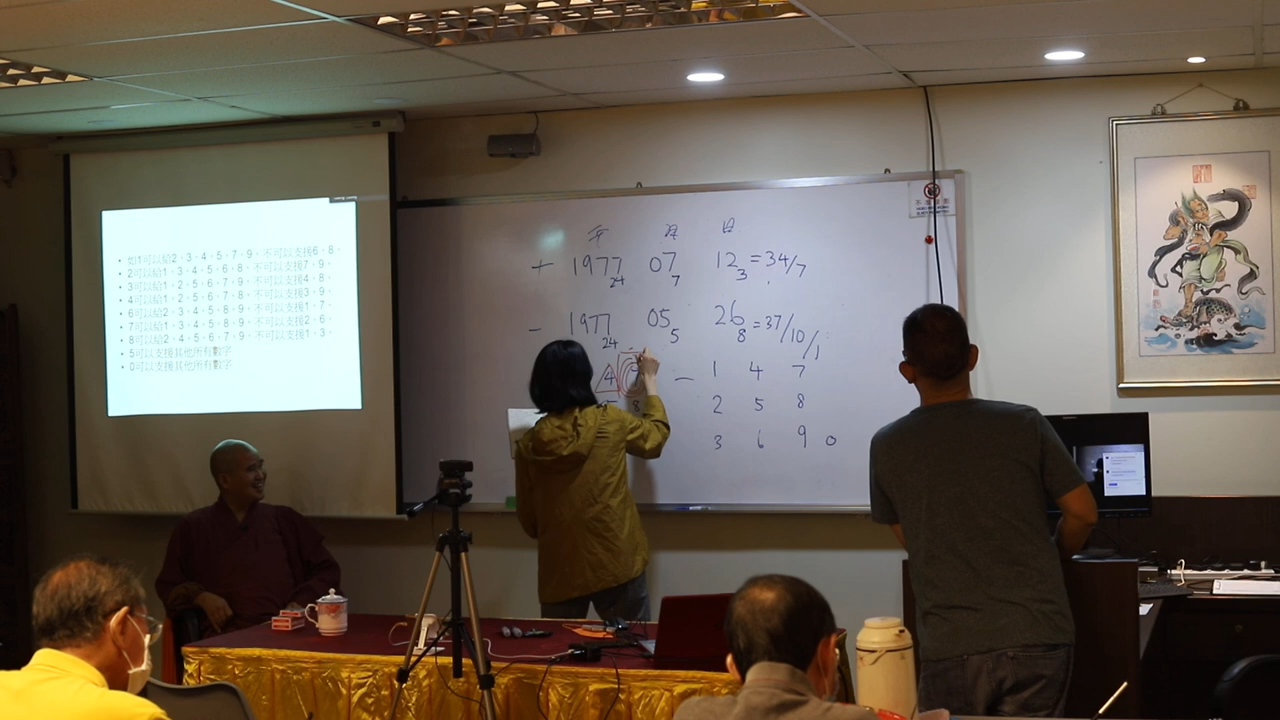 • 如1可以給2、3、4、5、7、9、不可以支援6、8、
• 2可以給1、3、4、5、6、8、不可以支援7、9、
• 3可以給1、2、5、6、7、9、不可以支援4、8、
• 4可以給1、2、5、6、7、8、不可以支援3、9、
• 6可以給2、3、4、5、8、9、不可以支援1、7、
• 7可以給1、3、4、5、8、9、不可以支援2、6、
• 8可以給2、4、5、6、7、9、不可以支援1、3、
• 5可以支援其他所有數字
• 0可以支援其他所有數字
年 月 日
+ 1977 07 12 = 34/7
24 7 3
- 1977 05 26 = 37/10/1
24 5 8
4 - 1 4 7
8 2 5 8
3 6 9 0